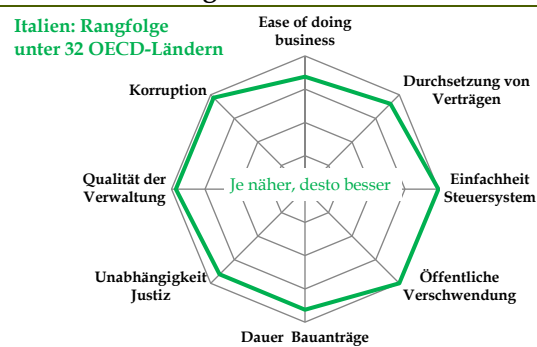 Italien: Rangfolge
unter 32 OECD-Ländern
Ease of doing
business
Durchsetzung von
Verträgen
Einfachheit
Steuersystem
Öffentliche
Verschwendung
Dauer Bauanträge
Unabhängigkeit
Justiz
Qualität der
Verwaltung
Korruption
Je näher, desto besser